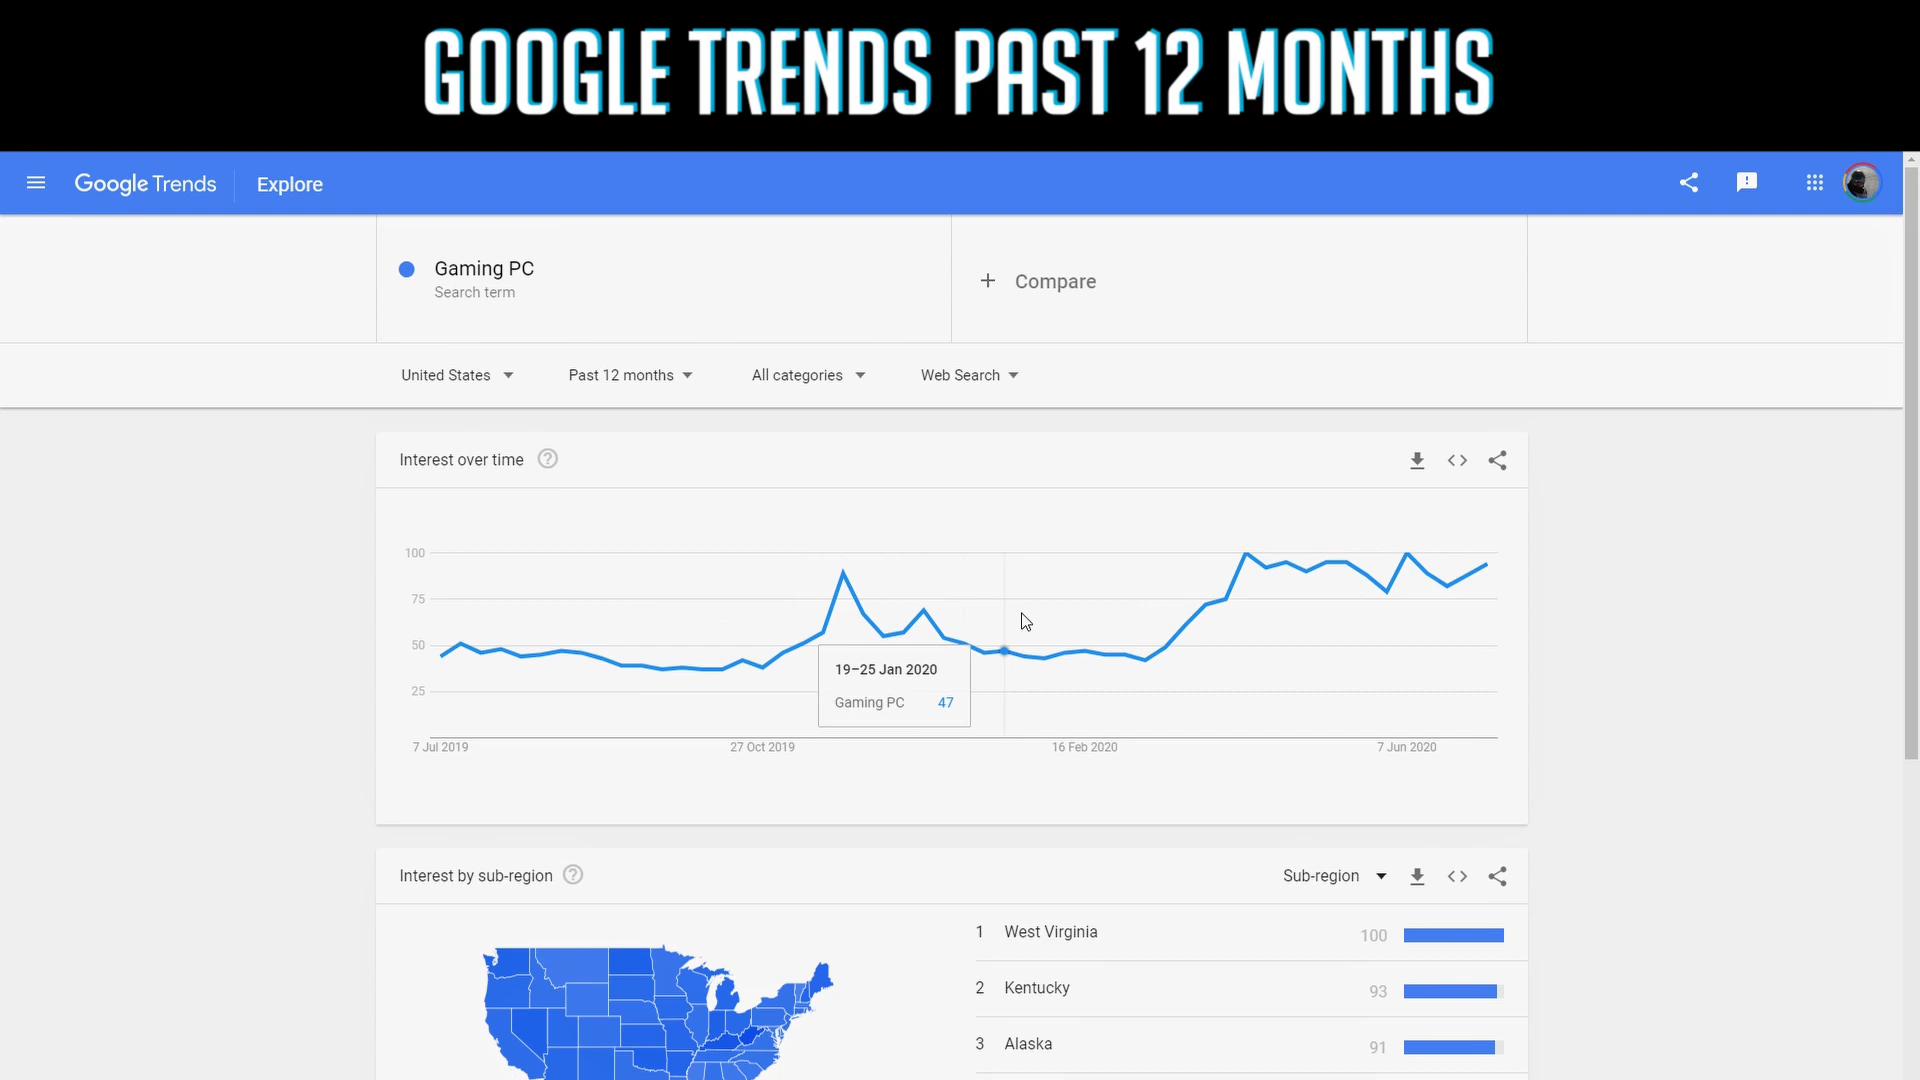 GOOGLE TRENDS PAST 12 MONTHS
Google Trends Explore
Gaming PC
Search term
+ Compare
United States Past 12 months All categories Web Search
Interest over time ?
100
75
50
25
19–25 Jan 2020
Gaming PC 47
7 Jul 2019 27 Oct 2019 16 Feb 2020 7 Jun 2020
Interest by sub-region ? Sub-region
1 West Virginia 100
2 Kentucky 93
3 Alaska 91